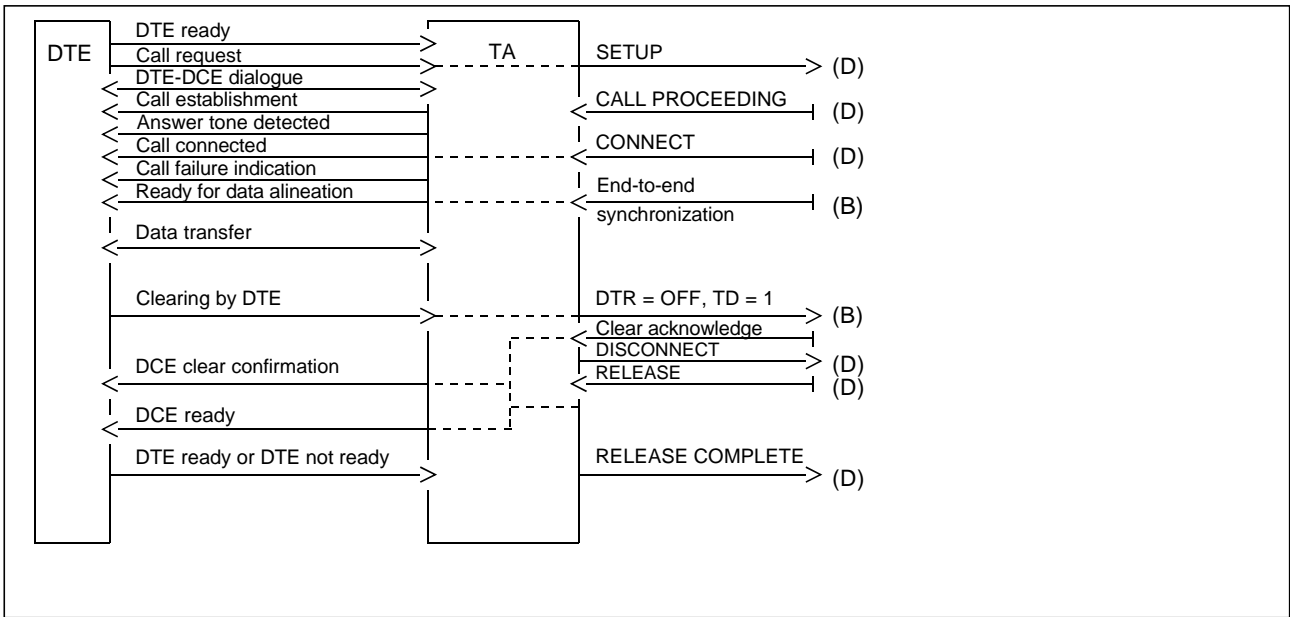 DTE ready
DTE
TA
Call request
SETUP
(D)
DTE-DCE dialogue
Call establishment
CALL PROCEEDING
(D)
Answer tone detected
Call connected
CONNECT
(D)
Call failure indication
Ready for data alineation
End-to-end
synchronization
(B)
Data transfer
Clearing by DTE
DTR = OFF, TD = 1
(B)
Clear acknowledge
DISCONNECT
(D)
DCE clear confirmation
RELEASE
(D)
DCE ready
DTE ready or DTE not ready
RELEASE COMPLETE
(D)